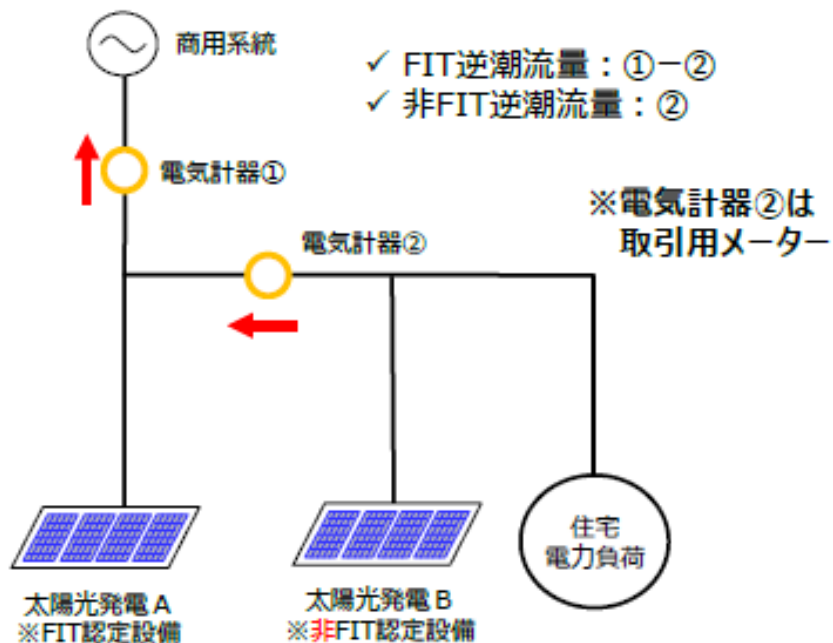 商用系統
✓ FIT逆潮流量：①－②
✓ 非FIT逆潮流量：②
電気計器①
※電気計器②は
取引用メーター
電気計器②
住宅
電力負荷
太陽光発電A
※FIT認定設備
太陽光発電B
※非FIT認定設備